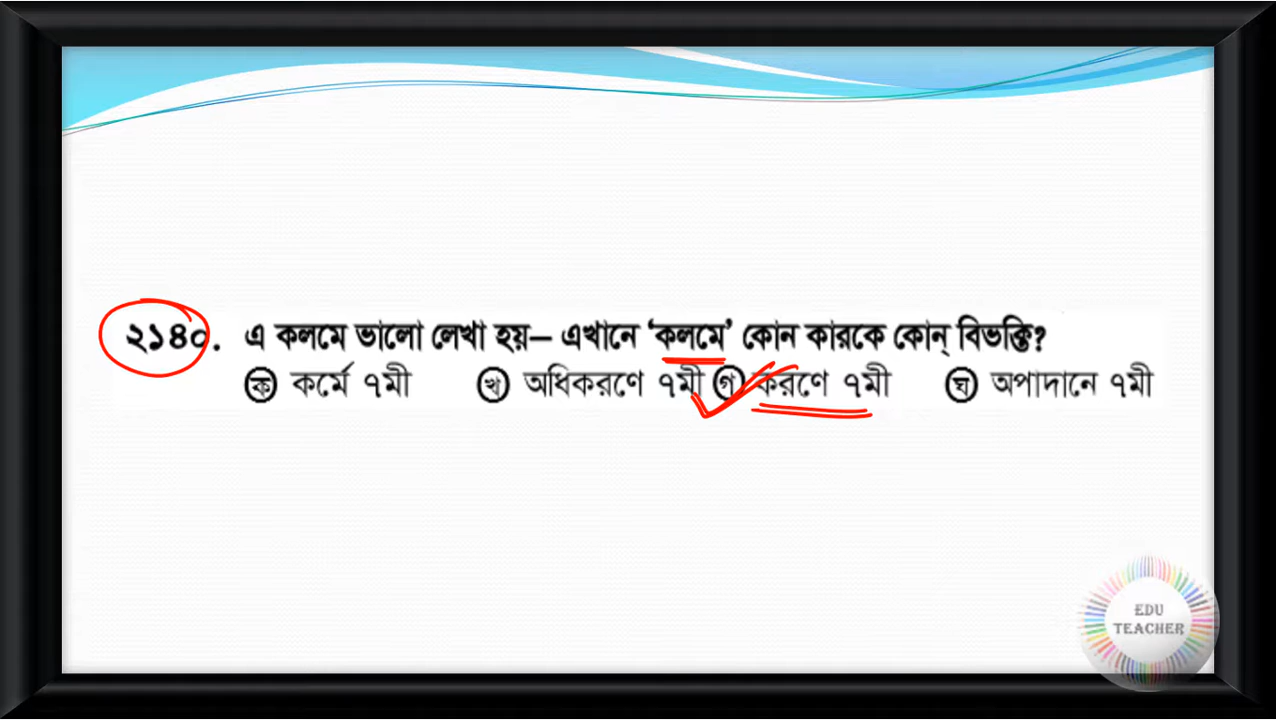 ২১৪০. এ কলমে ভালো লেখা হয়– এখানে ‘কলমে’ কোন কারকে কোন্ বিভক্তি?
ক কর্মে ৭মী খ অধিকরণে ৭মী গ করণে ৭মী ঘ অপাদানে ৭মী
EDU
TEACHER